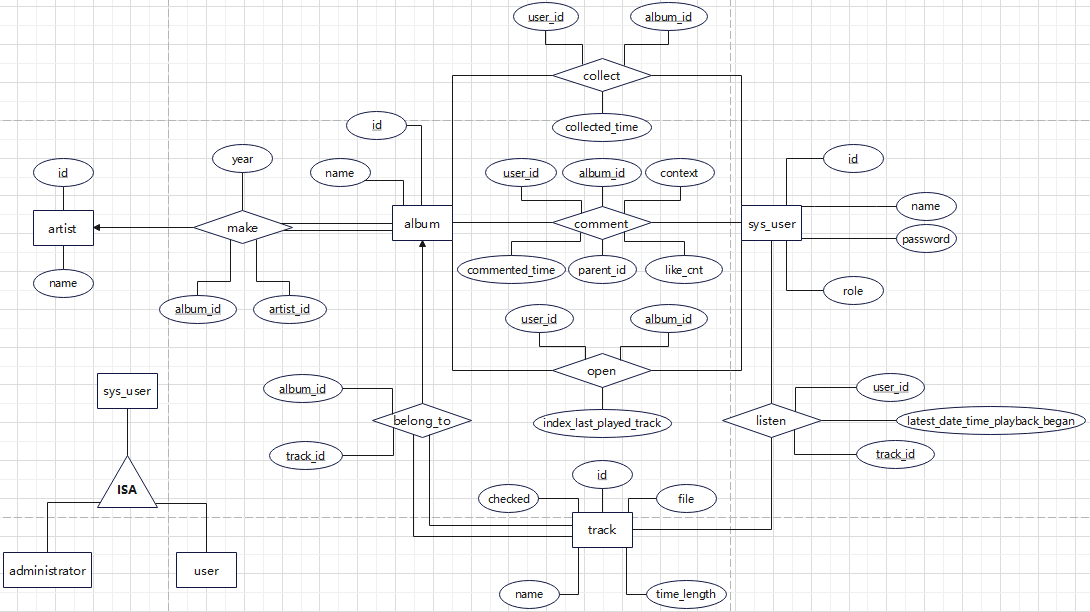 user_id
album_id
collect
collected_time
id
name
year
id
artist
name
make
album_id
artist_id
album
user_id
album_id
context
comment
commented_time
parent_id
like_cnt
id
name
password
role
sys_user
user_id
album_id
open
index_last_played_track
sys_user
ISA
administrator
user
album_id
belong_to
track_id
user_id
listen
latest_date_time_playback_began
track_id
id
checked
file
track
name
time_length